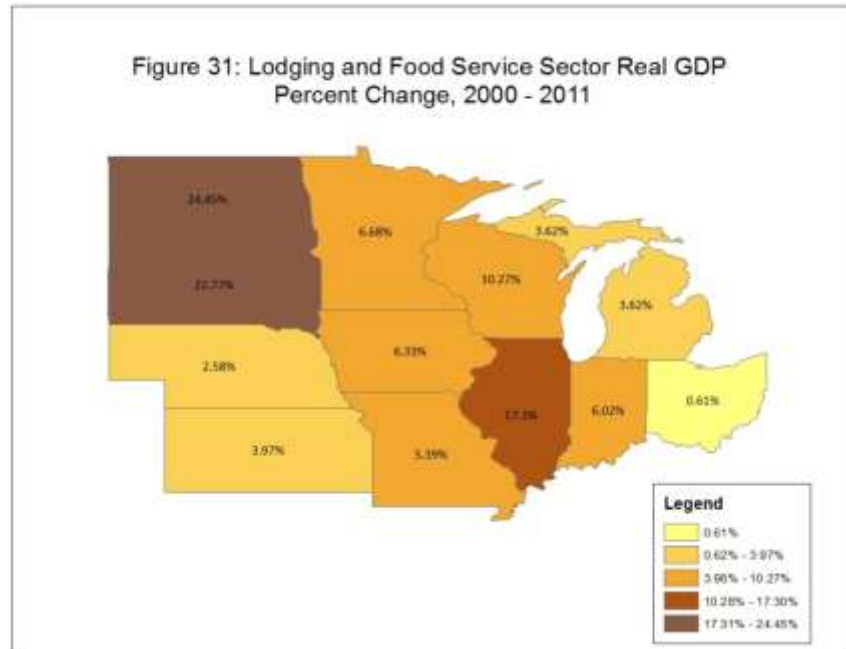 Figure 31: Lodging and Food Service Sector Real GDP
Percent Change, 2000 - 2011
24.45%
6.68%
3.62%
22.77%
10.27%
3.62%
6.33%
2.58%
17.3%
6.02%
0.61%
3.97%
5.39%
Legend
0.61%
0.62% - 3.97%
3.98% - 10.27%
10.28% - 17.30%
17.31% - 24.45%